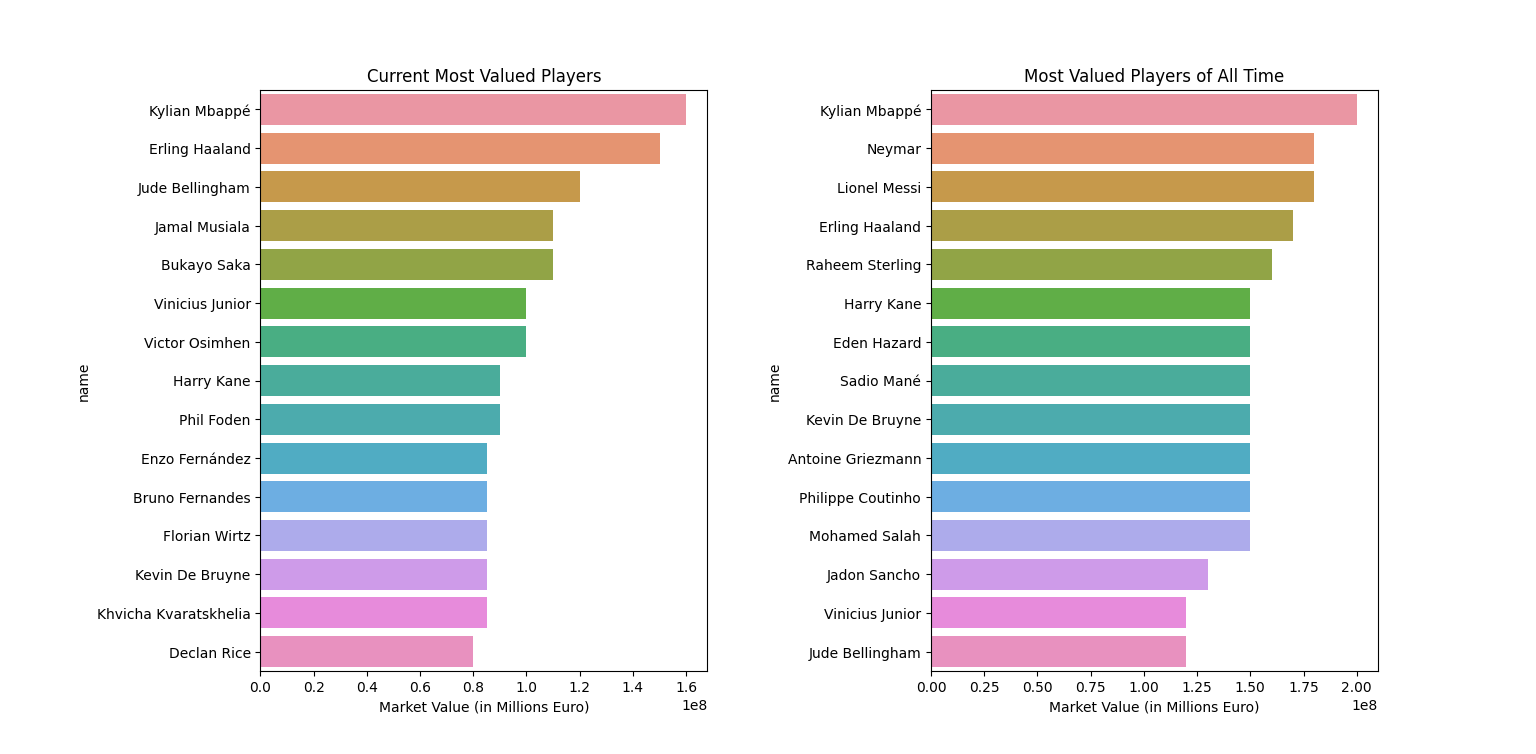 Current Most Valued Players
Kylian Mbappé
Erling Haaland
Jude Bellingham
Jamal Musiala
Bukayo Saka
Vinicius Junior
Victor Osimhen
Harry Kane
Phil Foden
Enzo Fernández
Bruno Fernandes
Florian Wirtz
Kevin De Bruyne
Khvicha Kvaratskhelia
Declan Rice
name
0.0 0.2 0.4 0.6 0.8 1.0 1.2 1.4 1.6
Market Value (in Millions Euro)
1e8
Most Valued Players of All Time
Kylian Mbappé
Neymar
Lionel Messi
Erling Haaland
Raheem Sterling
Harry Kane
Eden Hazard
Sadio Mané
Kevin De Bruyne
Antoine Griezmann
Philippe Coutinho
Mohamed Salah
Jadon Sancho
Vinicius Junior
Jude Bellingham
name
0.00 0.25 0.50 0.75 1.00 1.25 1.50 1.75 2.00
Market Value (in Millions Euro)
1e8